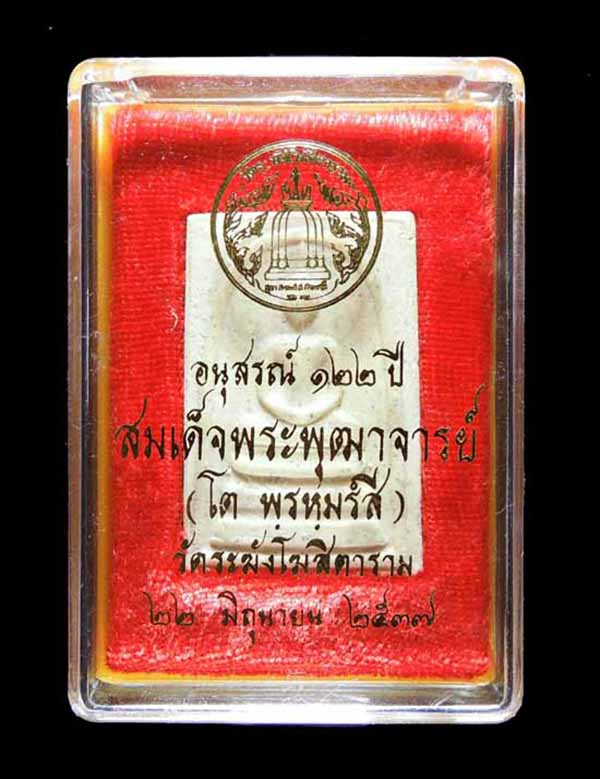 อนุสรณ์ ๑๒๒ ปี
สมเด็จพระพุฒาจารย์
(โต พฺรหฺมรํสี)
วัดระฆังโฆสิตาราม
๒๒ มิถุนายน ๒๕๓๗